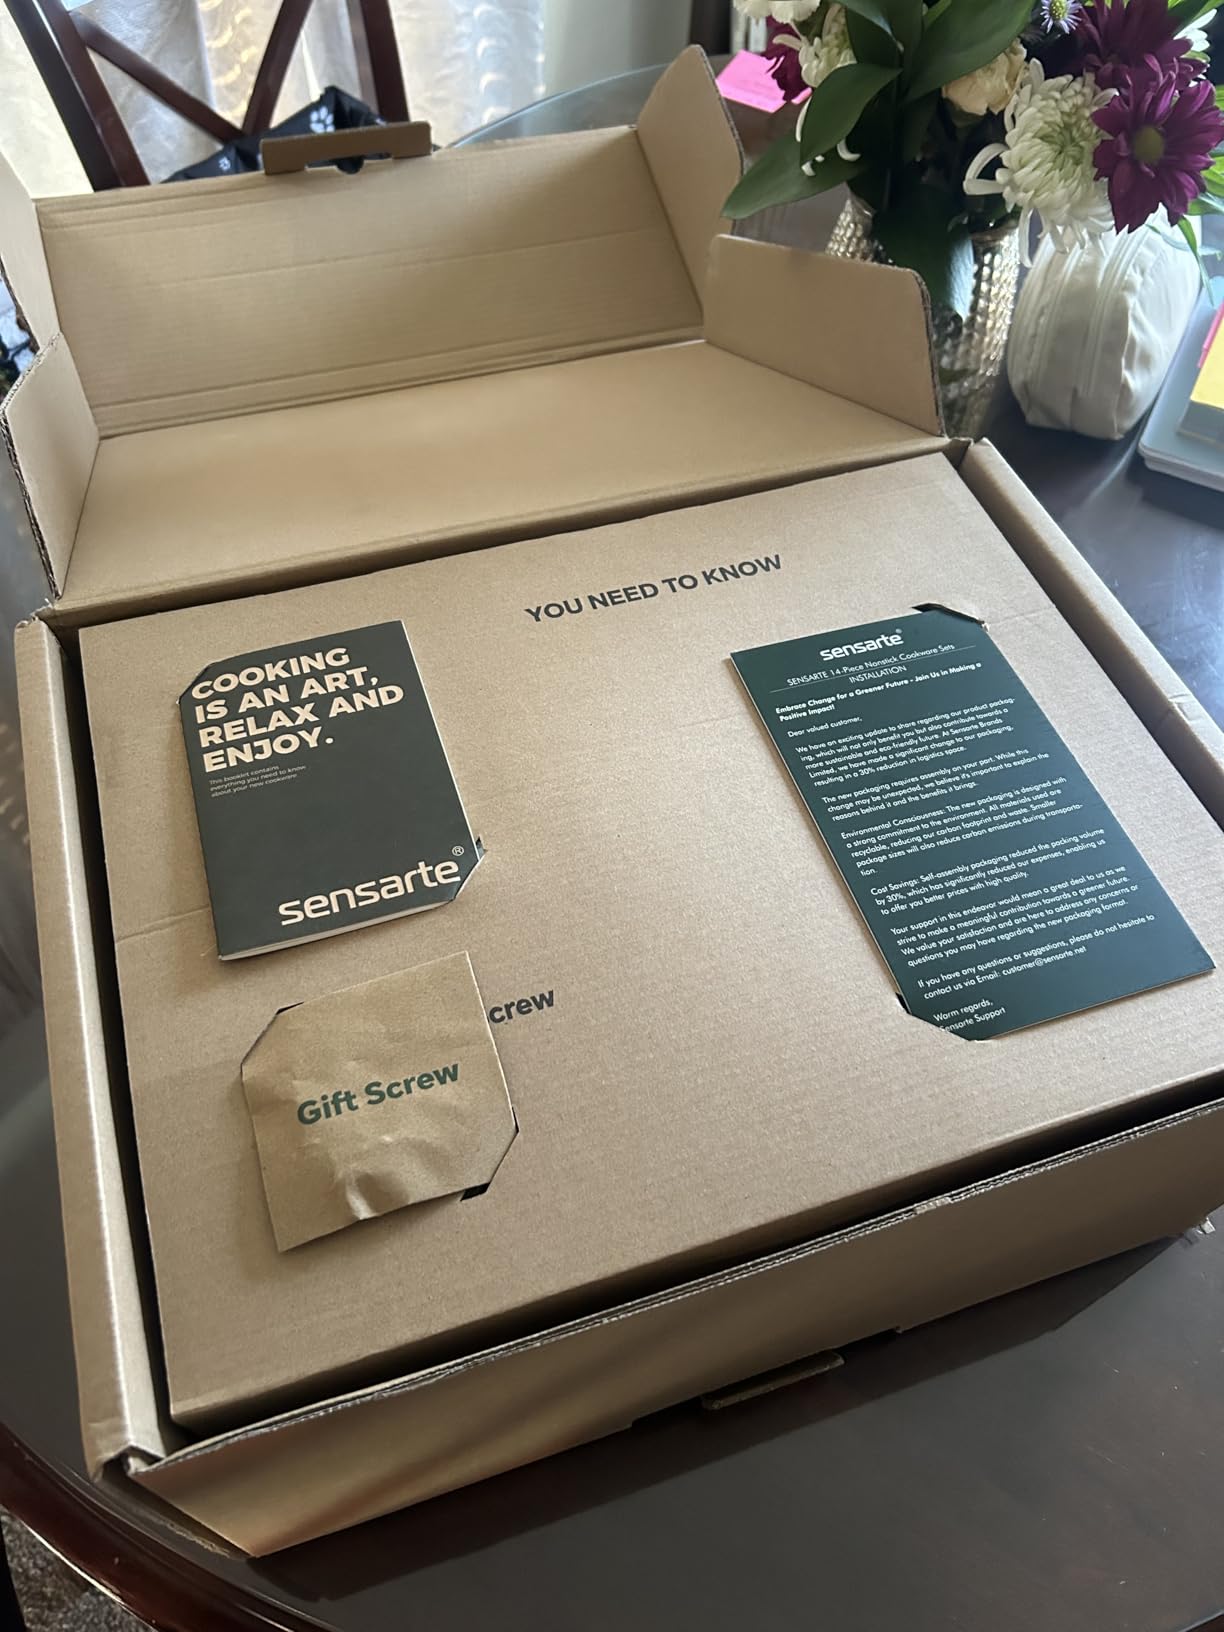 YOU NEED TO KNOW
COOKING
IS AN ART,
RELAX AND
ENJOY.
This booklet contains
everything you need to know
about your new cookware.
sensarte®
sensarte®
SENSARTE 14-Piece Nonstick Cookware Sets
INSTALLATION
Embrace Change for a Greener Future - Join Us in Making a
Positive Impact!
Dear valued customer,
We have an exciting update to share regarding our product packag-
ing, which will not only benefit you but also contribute towards a
more sustainable and eco-friendly future. At Sensarte Brands
Limited, we have made a significant change to our packaging,
resulting in a 30% reduction in logistics space.
The new packaging requires assembly on your part. While this
change may be unexpected, we believe it's important to explain the
reasons behind it and the benefits it brings.
Environmental Consciousness: The new packaging is designed with
a strong commitment to the environment. All materials used are
recyclable, reducing our carbon footprint and waste. Smaller
package sizes will also reduce carbon emissions during transporta-
tion.
Cost Savings: Self-assembly packaging reduced the packing volume
by 30%, which has significantly reduced our expenses, enabling us
to offer you better prices with high quality.
Your support in this endeavor would mean a great deal to us as we
strive to make a meaningful contribution towards a greener future.
We value your satisfaction and are here to address any concerns or
questions you may have regarding the new packaging format.
If you have any questions or suggestions, please do not hesitate to
contact us via Email: customer@sensarte.net
Warm regards,
Sensarte Support
crew
Gift Screw